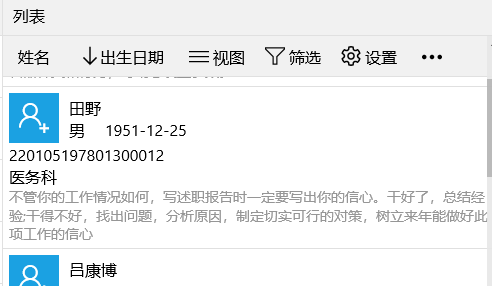 列表
姓名 出生日期 视图 筛选 设置
田野
男 1951-12-25
220105197801300012
医务科
不管你的工作情况如何，写述职报告时一定要写出你的信心。干好了，总结经
验;干得不好，找出问题，分析原因，制定切实可行的对策，树立来年能做好此
项工作的信心
吕康博